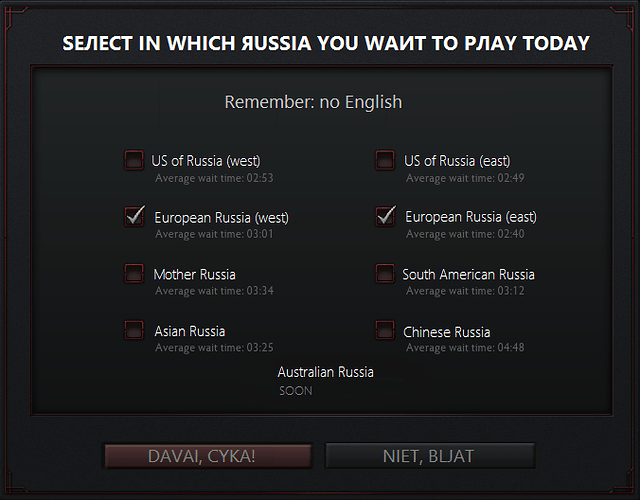 SEЛECT IN WHICH ЯUSSIA YOU WAИT TO PЛAY TODAY
Remember: no English
US of Russia (west)
Average wait time: 02:53
US of Russia (east)
Average wait time: 02:49
European Russia (west)
Average wait time: 03:01
European Russia (east)
Average wait time: 02:40
Mother Russia
Average wait time: 03:34
South American Russia
Average wait time: 03:12
Asian Russia
Average wait time: 03:25
Chinese Russia
Average wait time: 04:48
Australian Russia
SOON
DAVAI, CYKA!
NIET, BLJAT